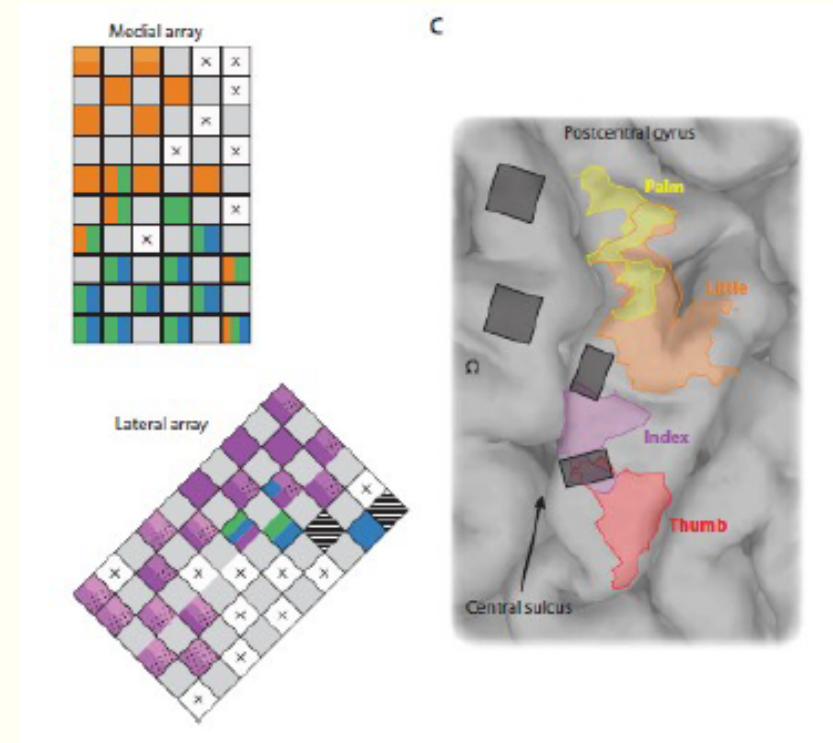 Medial array
C
Postcentral gyrus
Palm
Little
Ω
Lateral array
Index
Thumb
Central sulcus
x x
x
x
x x
x
x
x
x x x x x
x x
x
x